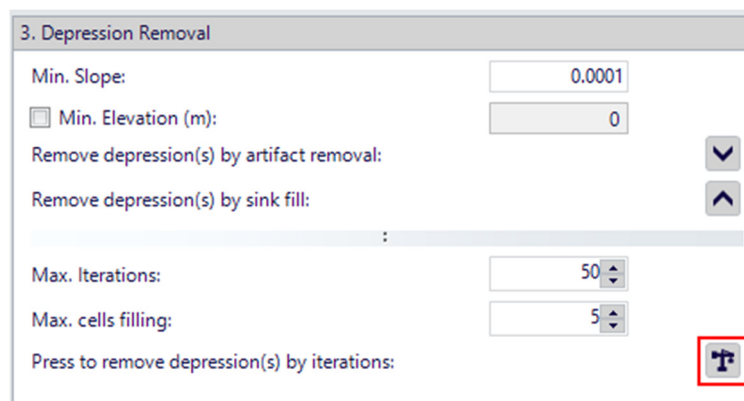 3. Depression Removal
Min. Slope: 0.0001
Min. Elevation (m): 0
Remove depression(s) by artifact removal:
Remove depression(s) by sink fill:
Max. Iterations: 50
Max. cells filling: 5
Press to remove depression(s) by iterations: